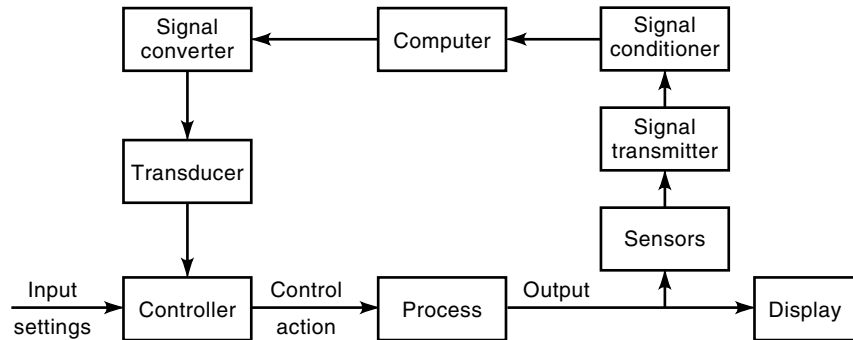 Signal
converter
Computer
Signal
conditioner
Transducer
Signal
transmitter
Sensors
Input
settings
Controller
Control
action
Process
Output
Display